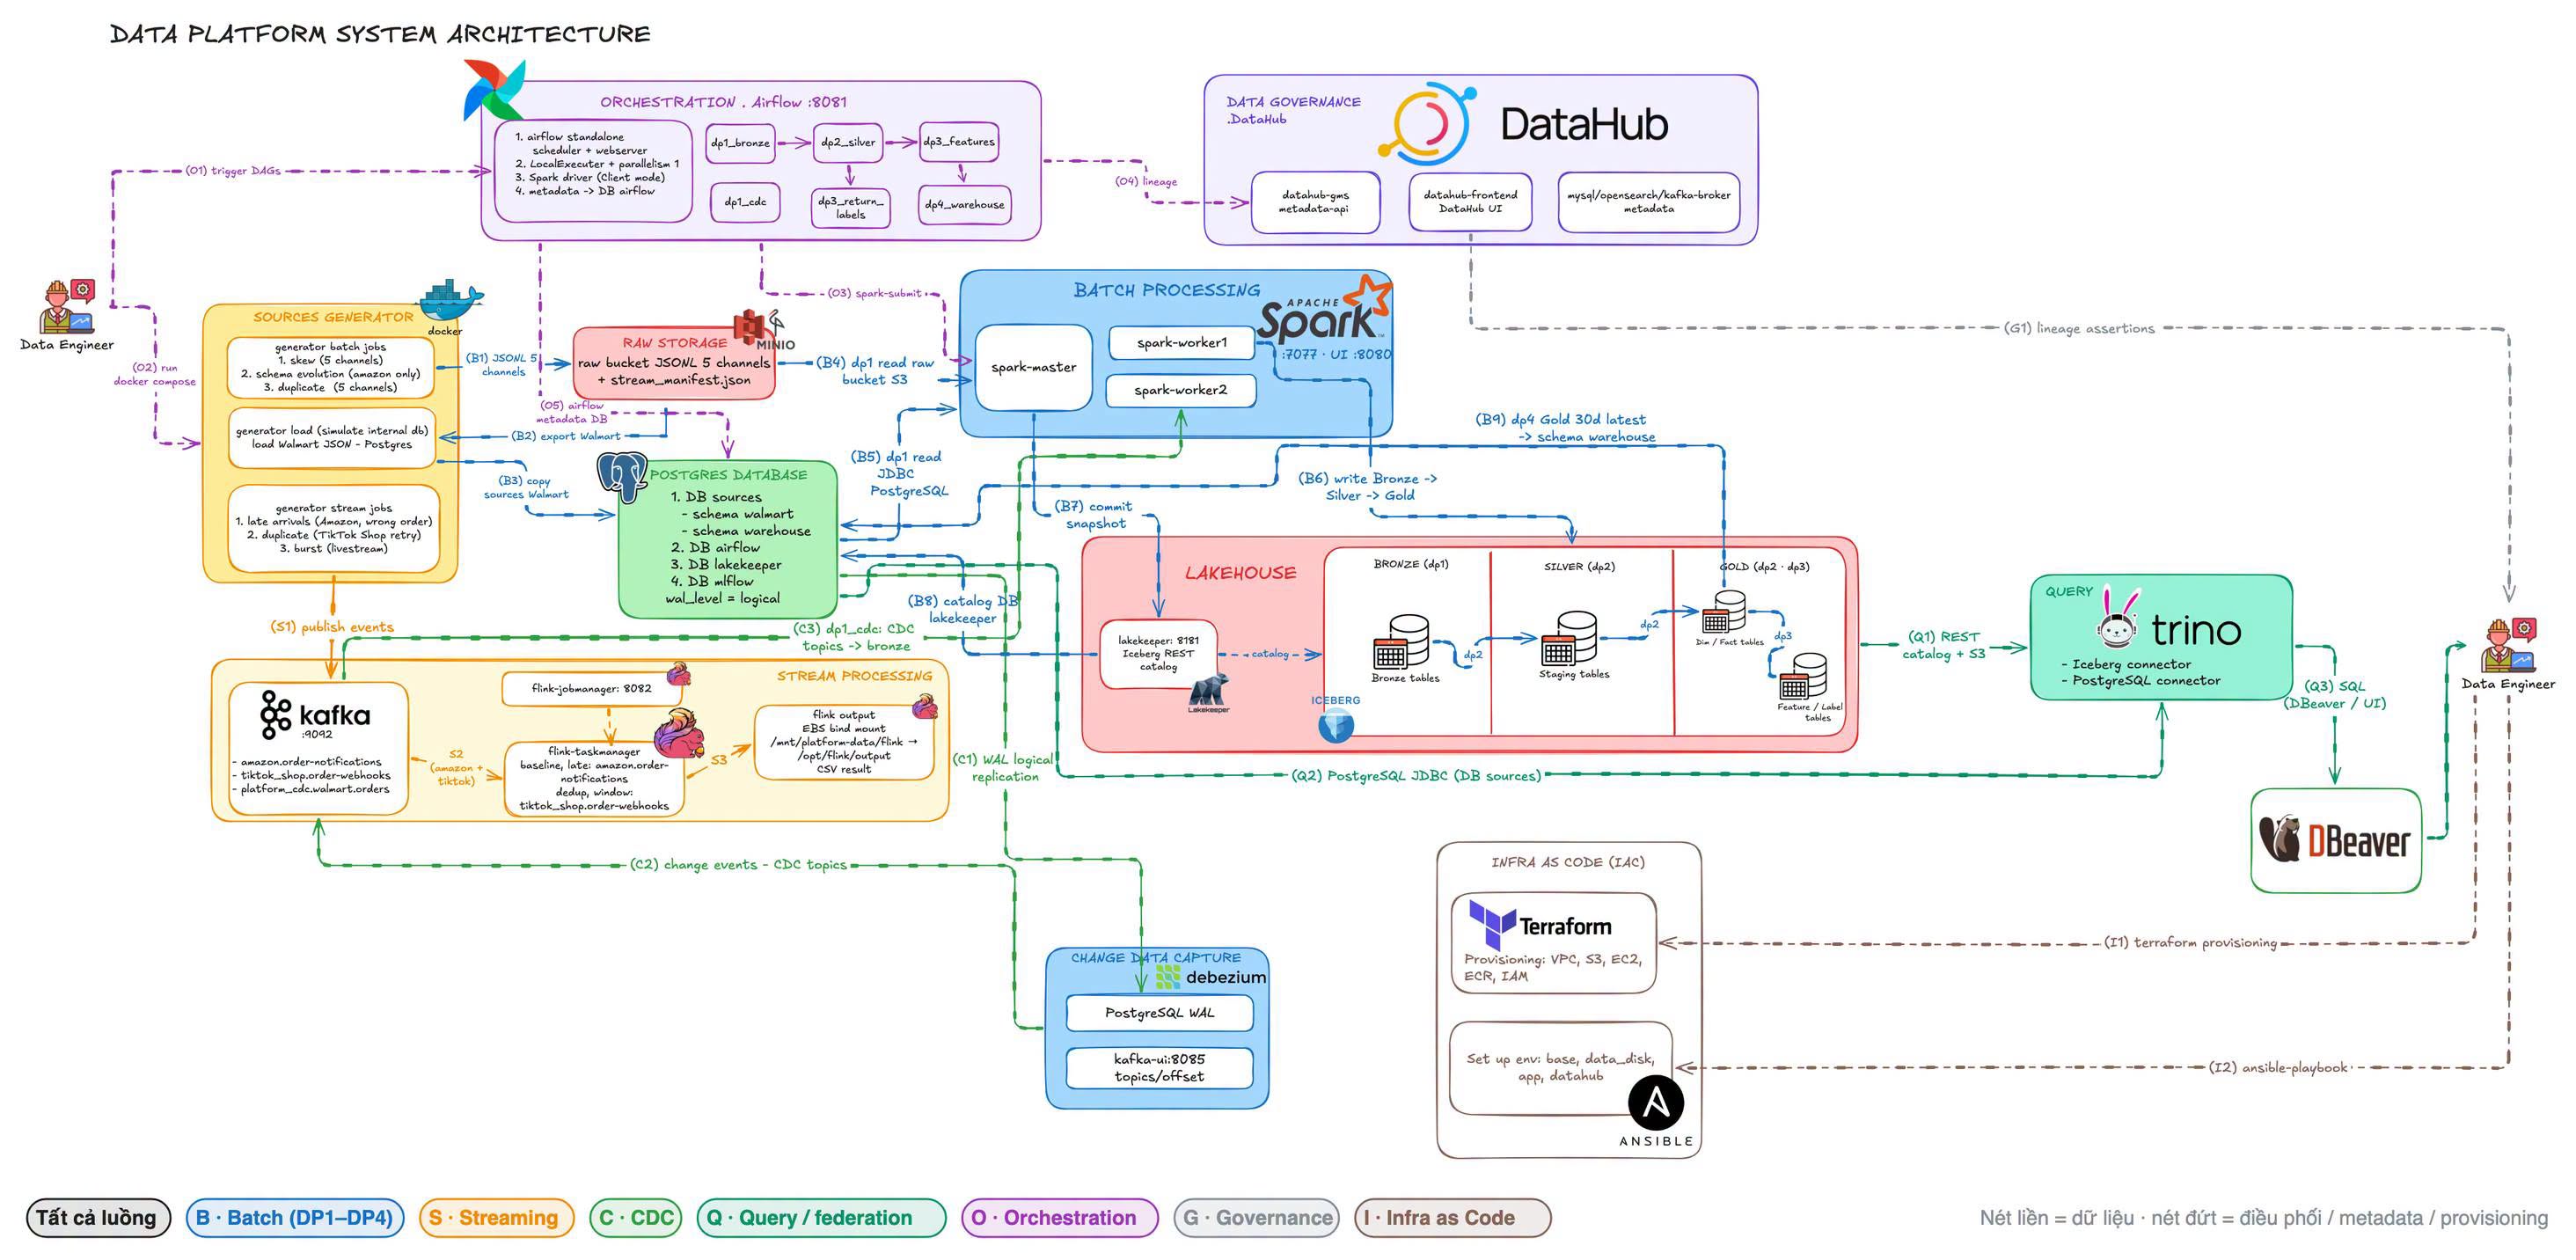 DATA PLATFORM SYSTEM ARCHITECTURE
ORCHESTRATION . Airflow :8081
1. airflow standalone
scheduler + webserver
2. LocalExecuter + parallelism 1
3. Spark driver (Client mode)
4. metadata -> DB airflow
dp1_bronze
dp2_silver
dp3_features
dp1_cdc
dp3_return_
labels
dp4_warehouse
DATA GOVERNANCE
.DataHub
DataHub
datahub-gms
metadata-api
datahub-frontend
DataHub UI
mysql/opensearch/kafka-broker
metadata
(O1) trigger DAGs
(O4) lineage
Data Engineer
(O2) run
docker compose
SOURCES GENERATOR
docker
generator batch jobs
1. skew (5 channels)
2. schema evolution (amazon only)
3. duplicate (5 channels)
generator load (simulate internal db)
load Walmart JSON - Postgres
generator stream jobs
1. late arrivals (Amazon, wrong order)
2. duplicate (TikTok Shop retry)
3. burst (livestream)
(B1) JSONL 5
channels
RAW STORAGE
MINIO
raw bucket JSONL 5 channels
+ stream_manifest.json
(O3) spark-submit
(B4) dp1 read raw
bucket S3
(O5) airflow
metadata DB
(B2) export Walmart
(B3) copy
sources Walmart
BATCH PROCESSING
APACHE
Spark
:7077 · UI :8080
spark-master
spark-worker1
spark-worker2
(G1) lineage assertions
POSTGRES DATABASE
1. DB sources
- schema walmart
- schema warehouse
2. DB airflow
3. DB lakekeeper
4. DB mlflow
wal_level = logical
(B5) dp1 read
JDBC
PostgreSQL
(B9) dp4 Gold 30d latest
-> schema warehouse
(B6) write Bronze ->
Silver -> Gold
(B7) commit
snapshot
(B8) catalog DB
lakekeeper
(S1) publish events
(C3) dp1_cdc: CDC
topics -> bronze
LAKEHOUSE
lakekeeper: 8181
Iceberg REST
catalog
Lakekeeper
catalog
ICEBERG
BRONZE (dp1)
Bronze tables
dp2
SILVER (dp2)
Staging tables
dp2
GOLD (dp2 · dp3)
Dim / Fact tables
dp3
Feature / Label
tables
(Q1) REST
catalog + S3
QUERY
trino
- Iceberg connector
- PostgreSQL connector
(Q3) SQL
(DBeaver / UI)
Data Engineer
STREAM PROCESSING
kafka
:9092
- amazon.order-notifications
- tiktok_shop.order-webhooks
- platform_cdc.walmart.orders
S2
(amazon +
tiktok)
flink-jobmanager: 8082
flink-taskmanager
baseline, late: amazon.order-
notifications
dedup, window:
tiktok_shop.order-webhooks
S3
flink output
EBS bind mount
/mnt/platform-data/flink →
/opt/flink/output
CSV result
(C1) WAL logical
replication
(Q2) PostgreSQL JDBC (DB sources)
DBeaver
(C2) change events - CDC topics
CHANGE DATA CAPTURE
debezium
PostgreSQL WAL
kafka-ui:8085
topics/offset
INFRA AS CODE (IAC)
Terraform
Provisioning: VPC, S3, EC2,
ECR, IAM
(I1) terraform provisioning
Set up env: base, data_disk,
app, datahub
ANSIBLE
(I2) ansible-playbook
Tất cả luồng
B · Batch (DP1–DP4)
S · Streaming
C · CDC
Q · Query / federation
O · Orchestration
G · Governance
I · Infra as Code
Nét liền = dữ liệu · nét đứt = điều phối / metadata / provisioning